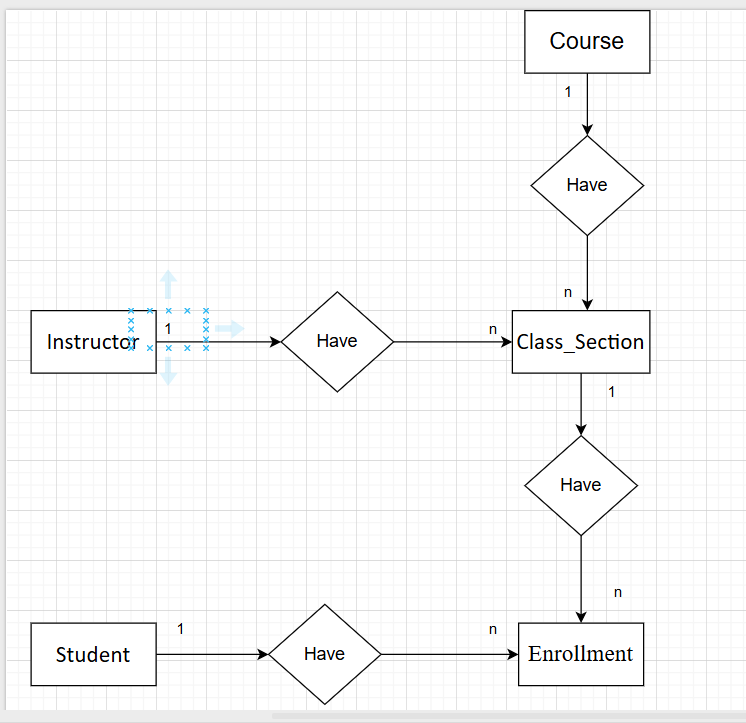 Course
1
Have
n
Instructor
1
Have
n
Class_Section
1
Have
n
Student
1
Have
n
Enrollment